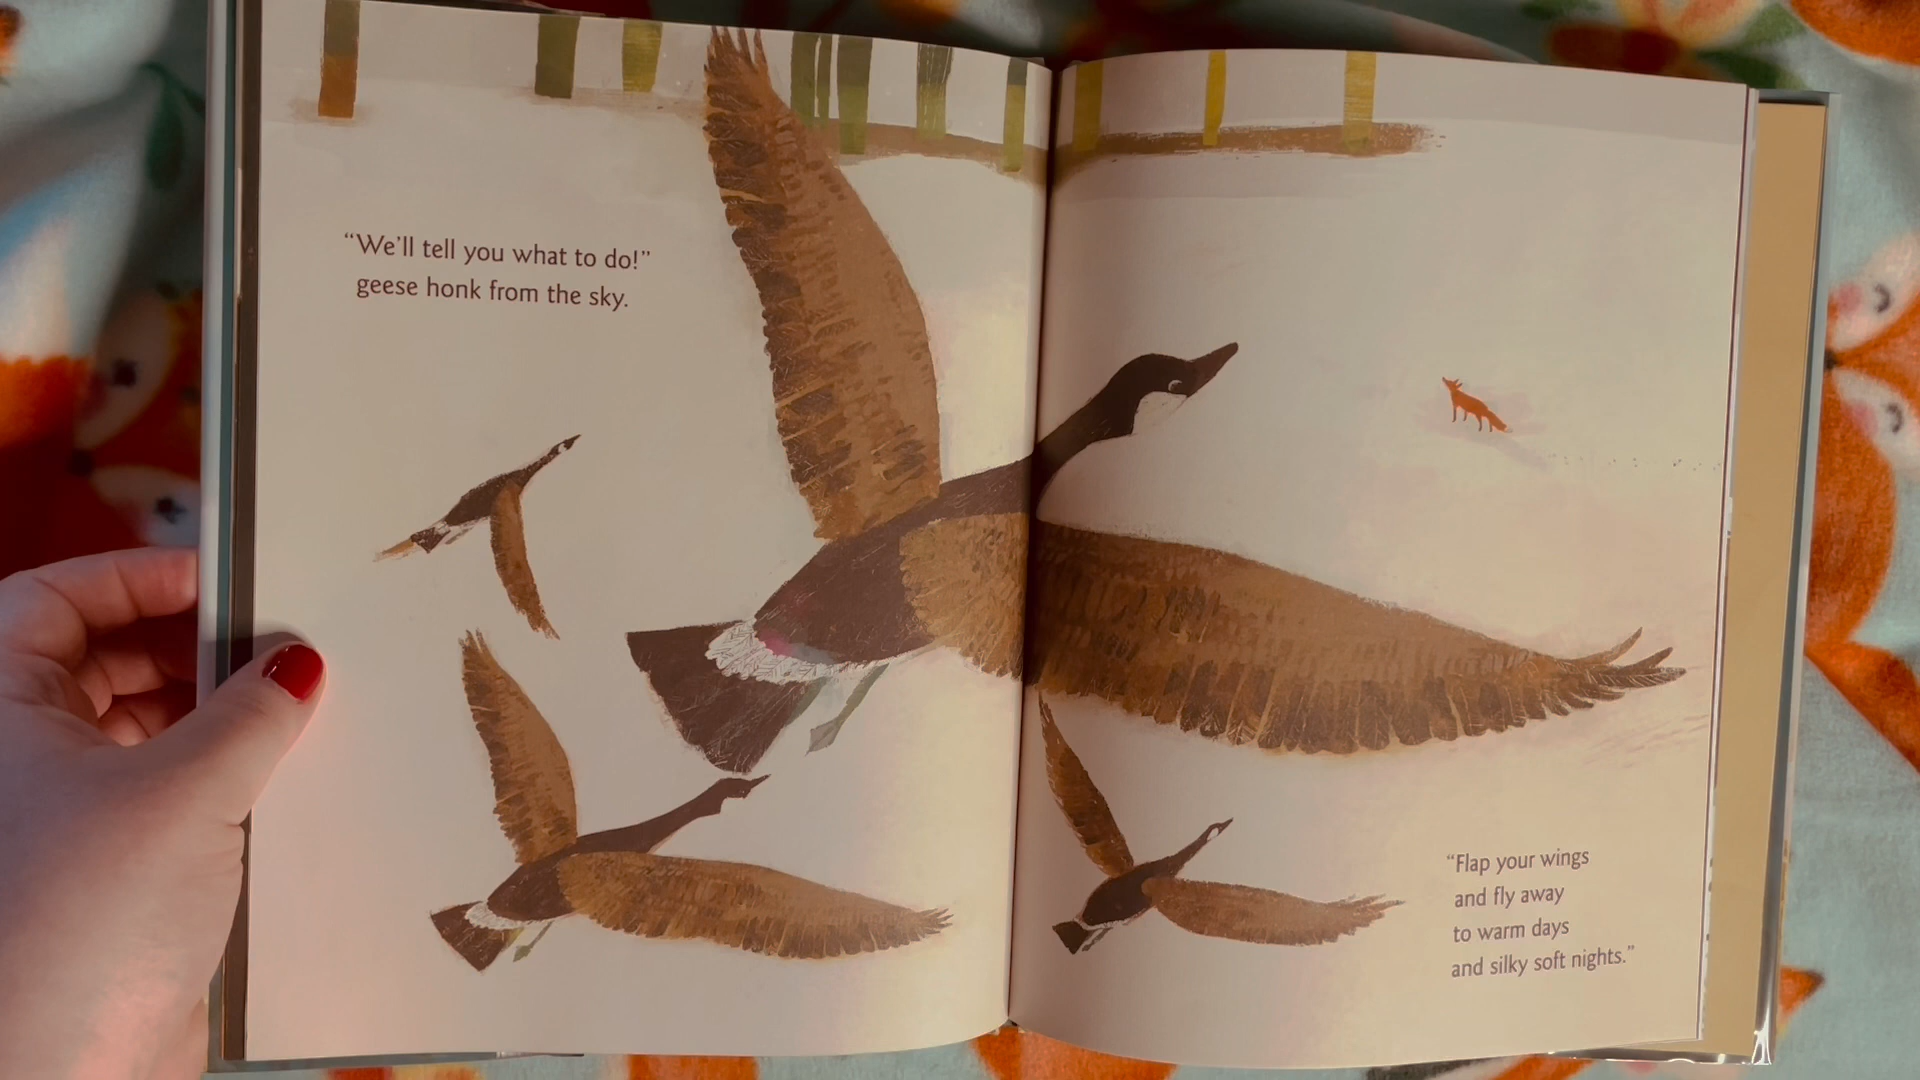 “We’ll tell you what to do!”
geese honk from the sky.
“Flap your wings
and fly away
to warm days
and silky soft nights.”